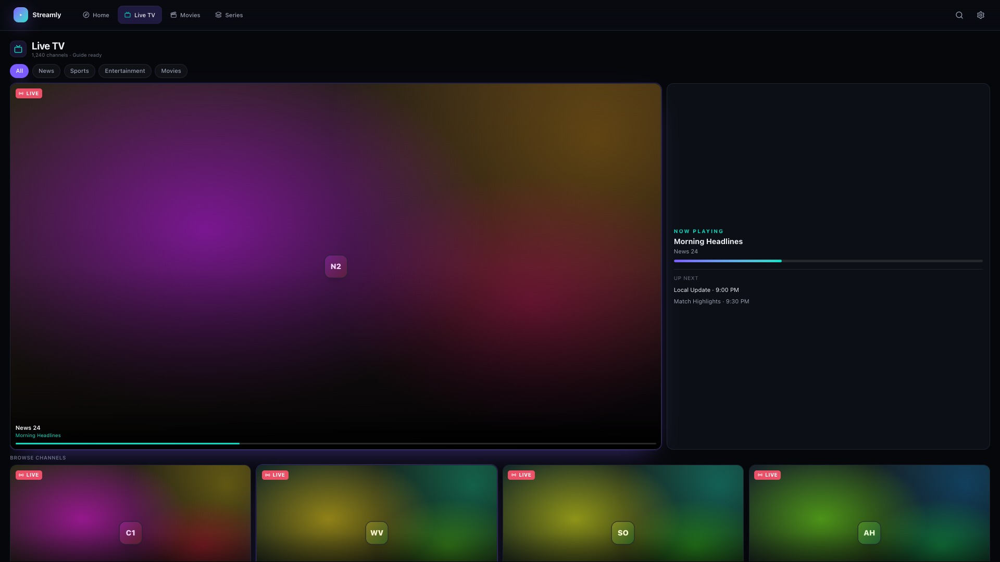 Streamly
Home
Live TV
Movies
Series
Live TV
1,240 channels · Guide ready
All
News
Sports
Entertainment
Movies
LIVE
N2
News 24
Morning Headlines
NOW PLAYING
Morning Headlines
News 24
UP NEXT
Local Update · 9:00 PM
Match Highlights · 9:30 PM
BROWSE CHANNELS
LIVE
C1
LIVE
WV
LIVE
SO
LIVE
AH